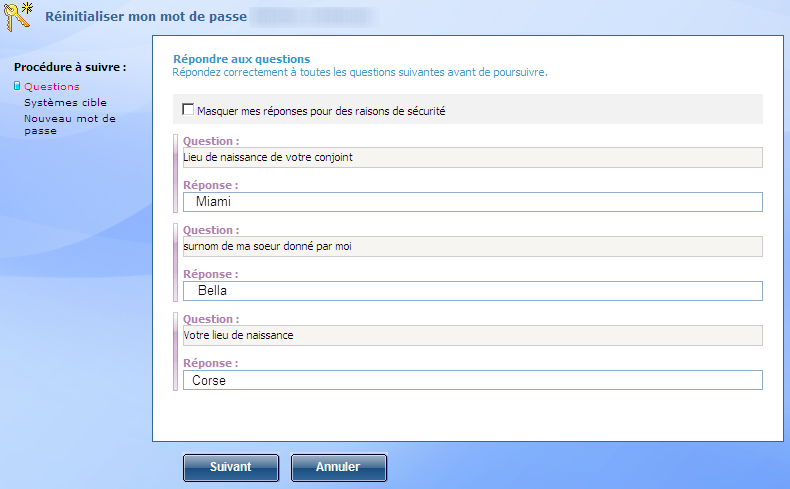 Réinitialiser mon mot de passe
Procédure à suivre :
Questions
Systèmes cible
Nouveau mot de
passe
Répondre aux questions
Répondez correctement à toutes les questions suivantes avant de poursuivre.
Masquer mes réponses pour des raisons de sécurité
Question :
Lieu de naissance de votre conjoint
Réponse :
Miami
Question :
surnom de ma soeur donné par moi
Réponse :
Bella
Question :
Votre lieu de naissance
Réponse :
Corse
Suivant
Annuler